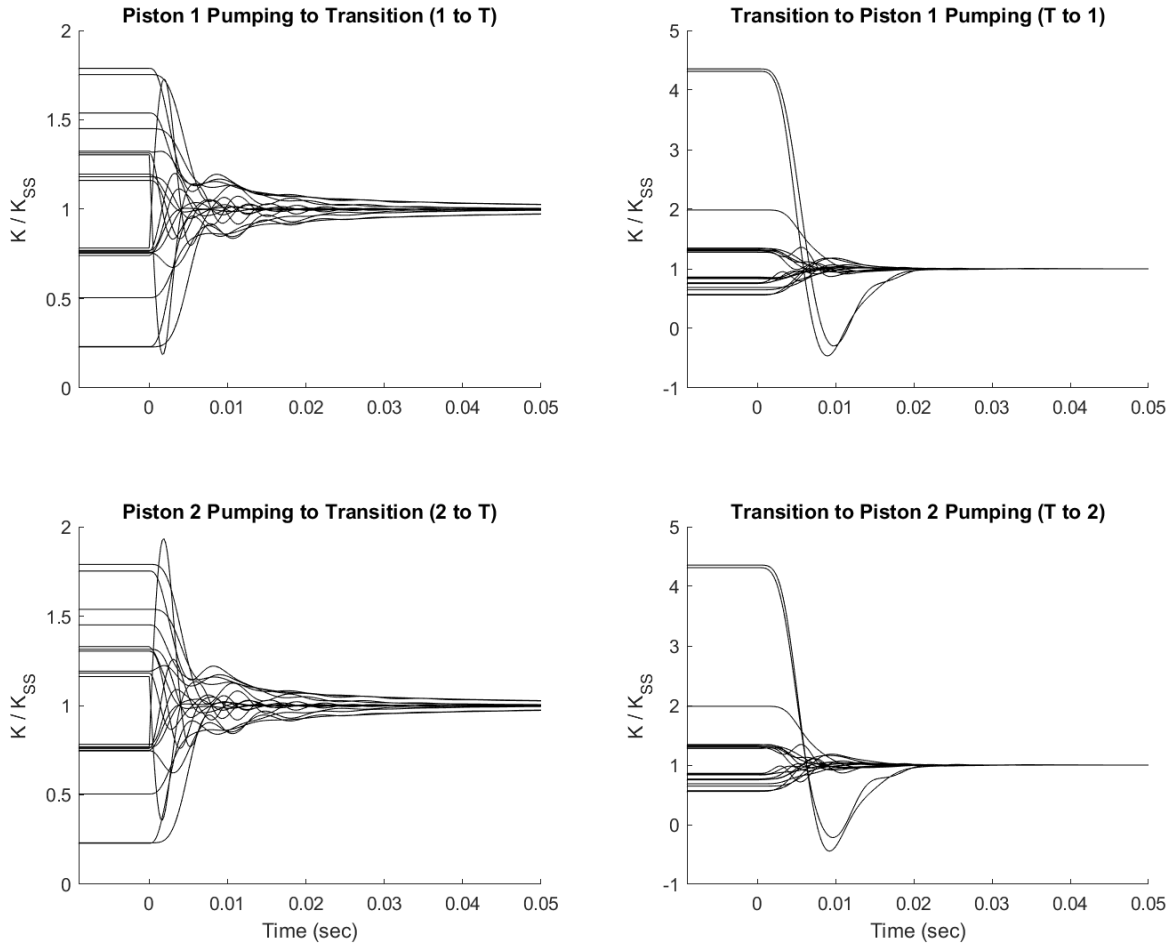 Piston 1 Pumping to Transition (1 to T)
2
1.5
1
0.5
0
K / K_SS
0 0.01 0.02 0.03 0.04 0.05
Transition to Piston 1 Pumping (T to 1)
5
4
3
2
1
0
-1
K / K_SS
0 0.01 0.02 0.03 0.04 0.05
Piston 2 Pumping to Transition (2 to T)
2
1.5
1
0.5
0
K / K_SS
0 0.01 0.02 0.03 0.04 0.05
Time (sec)
Transition to Piston 2 Pumping (T to 2)
5
4
3
2
1
0
-1
K / K_SS
0 0.01 0.02 0.03 0.04 0.05
Time (sec)